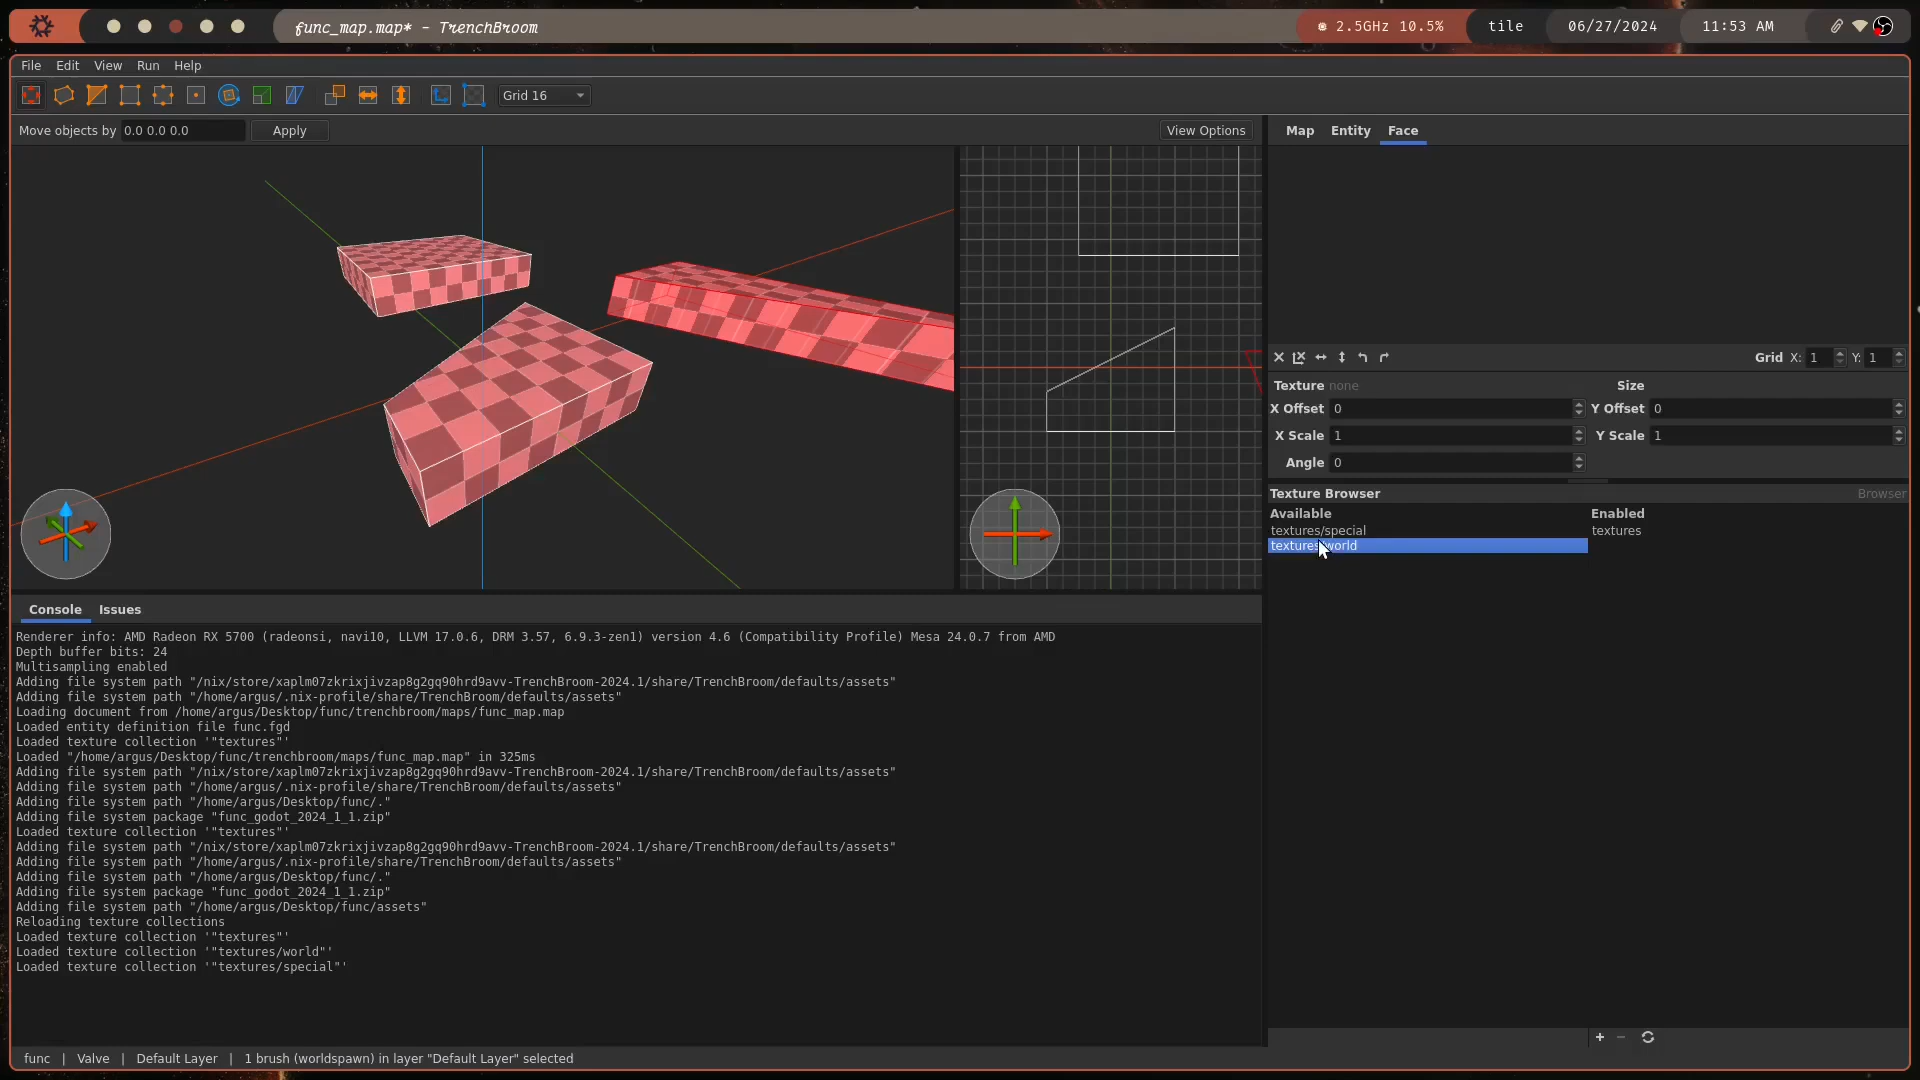 func_map.map* - TrenchBroom
2.5GHz 10.5%
tile
06/27/2024
11:53 AM
File Edit View Run Help
Grid 16
Move objects by 0.0 0.0 0.0 Apply
View Options
Map Entity Face
Grid X: 1 Y: 1
Texture none Size
X Offset 0 Y Offset 0
X Scale 1 Y Scale 1
Angle 0
Texture Browser Browser
Available Enabled
textures/special textures
textures/world
Console Issues
Renderer info: AMD Radeon RX 5700 (radeonsi, navi10, LLVM 17.0.6, DRM 3.57, 6.9.3-zen1) version 4.6 (Compatibility Profile) Mesa 24.0.7 from AMD
Depth buffer bits: 24
Multisampling enabled
Adding file system path "/nix/store/xaplm07zkrixjivzap8g2gq90hrd9avv-TrenchBroom-2024.1/share/TrenchBroom/defaults/assets"
Adding file system path "/home/argus/.nix-profile/share/TrenchBroom/defaults/assets"
Loading document from /home/argus/Desktop/func/trenchbroom/maps/func_map.map
Loaded entity definition file func.fgd
Loaded texture collection '"textures"'
Loaded "/home/argus/Desktop/func/trenchbroom/maps/func_map.map" in 325ms
Adding file system path "/nix/store/xaplm07zkrixjivzap8g2gq90hrd9avv-TrenchBroom-2024.1/share/TrenchBroom/defaults/assets"
Adding file system path "/home/argus/.nix-profile/share/TrenchBroom/defaults/assets"
Adding file system path "/home/argus/Desktop/func/."
Adding file system package "func_godot_2024_1_1.zip"
Loaded texture collection '"textures"'
Adding file system path "/nix/store/xaplm07zkrixjivzap8g2gq90hrd9avv-TrenchBroom-2024.1/share/TrenchBroom/defaults/assets"
Adding file system path "/home/argus/.nix-profile/share/TrenchBroom/defaults/assets"
Adding file system path "/home/argus/Desktop/func/."
Adding file system package "func_godot_2024_1_1.zip"
Adding file system path "/home/argus/Desktop/func/assets"
Reloading texture collections
Loaded texture collection '"textures"'
Loaded texture collection '"textures/world"'
Loaded texture collection '"textures/special"'
func | Valve | Default Layer | 1 brush (worldspawn) in layer "Default Layer" selected